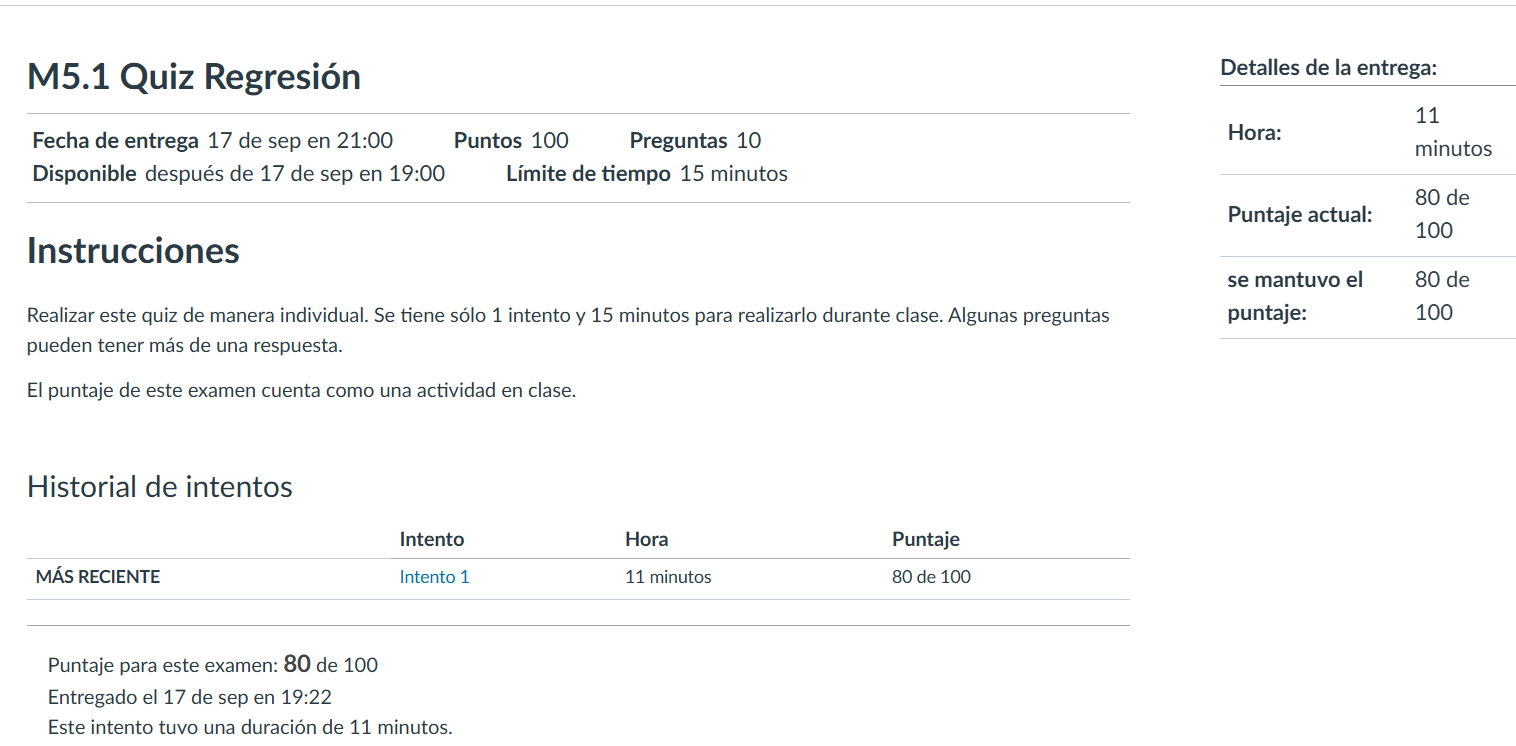 M5.1 Quiz Regresión
Fecha de entrega 17 de sep en 21:00 Puntos 100 Preguntas 10
Disponible después de 17 de sep en 19:00 Límite de tiempo 15 minutos
Instrucciones
Realizar este quiz de manera individual. Se tiene sólo 1 intento y 15 minutos para realizarlo durante clase. Algunas preguntas
pueden tener más de una respuesta.
El puntaje de este examen cuenta como una actividad en clase.
Historial de intentos
Intento Hora Puntaje
MÁS RECIENTE Intento 1 11 minutos 80 de 100
Puntaje para este examen: 80 de 100
Entregado el 17 de sep en 19:22
Este intento tuvo una duración de 11 minutos.
Detalles de la entrega:
Hora: 11
minutos
Puntaje actual: 80 de
100
se mantuvo el 80 de
puntaje: 100